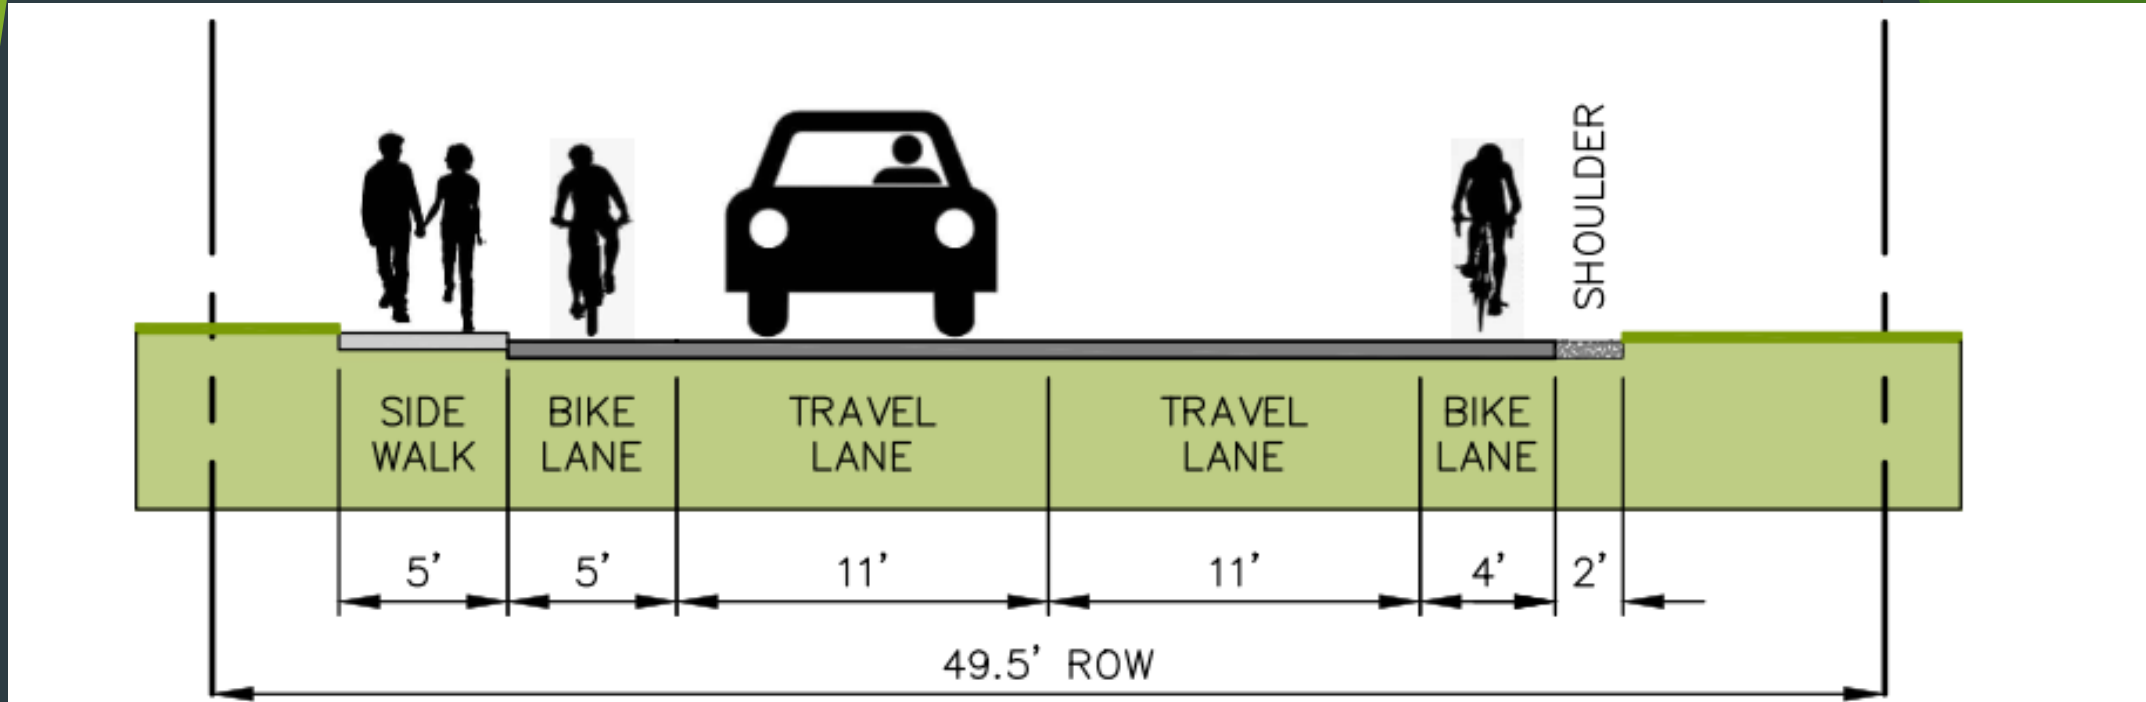 SHOULDER
SIDE
WALK
BIKE
LANE
TRAVEL
LANE
TRAVEL
LANE
BIKE
LANE
5' 5' 11' 11' 4' 2'
49.5' ROW